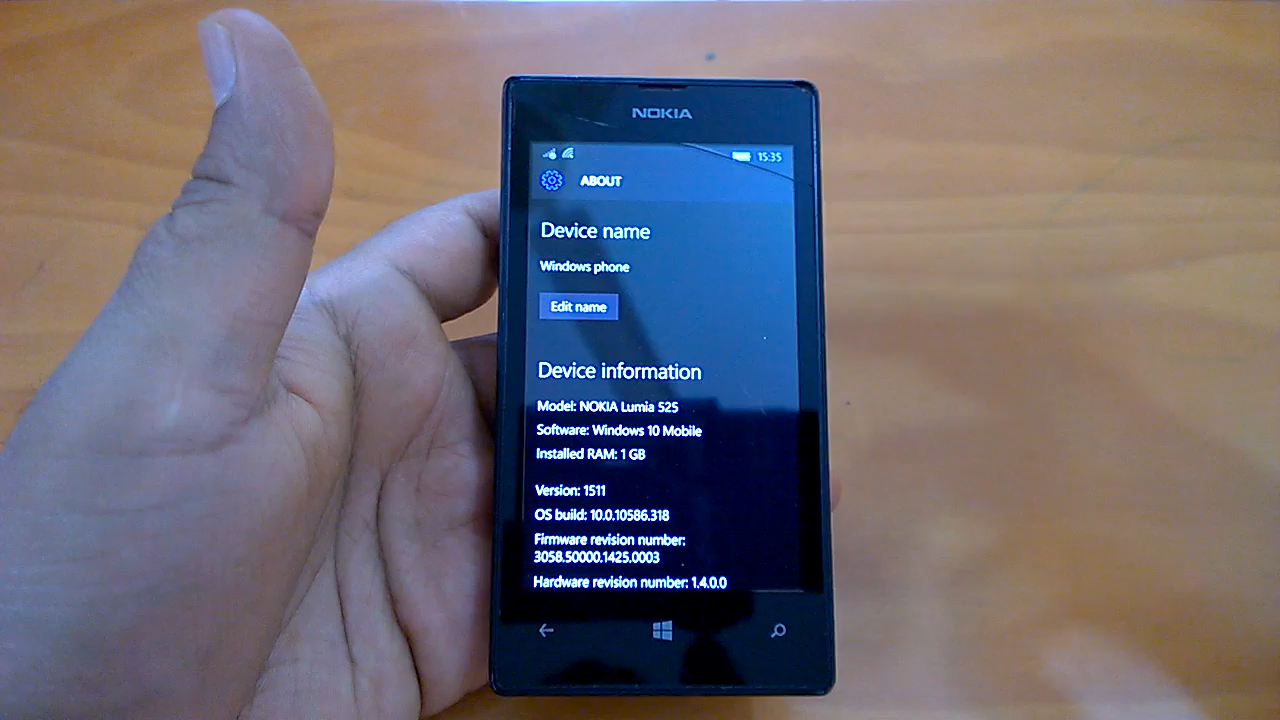 NOKIA
15:35
ABOUT
Device name
Windows phone
Edit name
Device information
Model: NOKIA Lumia 525
Software: Windows 10 Mobile
Installed RAM: 1 GB
Version: 1511
OS build: 10.0.10586.318
Firmware revision number:
3058.50000.1425.0003
Hardware revision number: 1.4.0.0